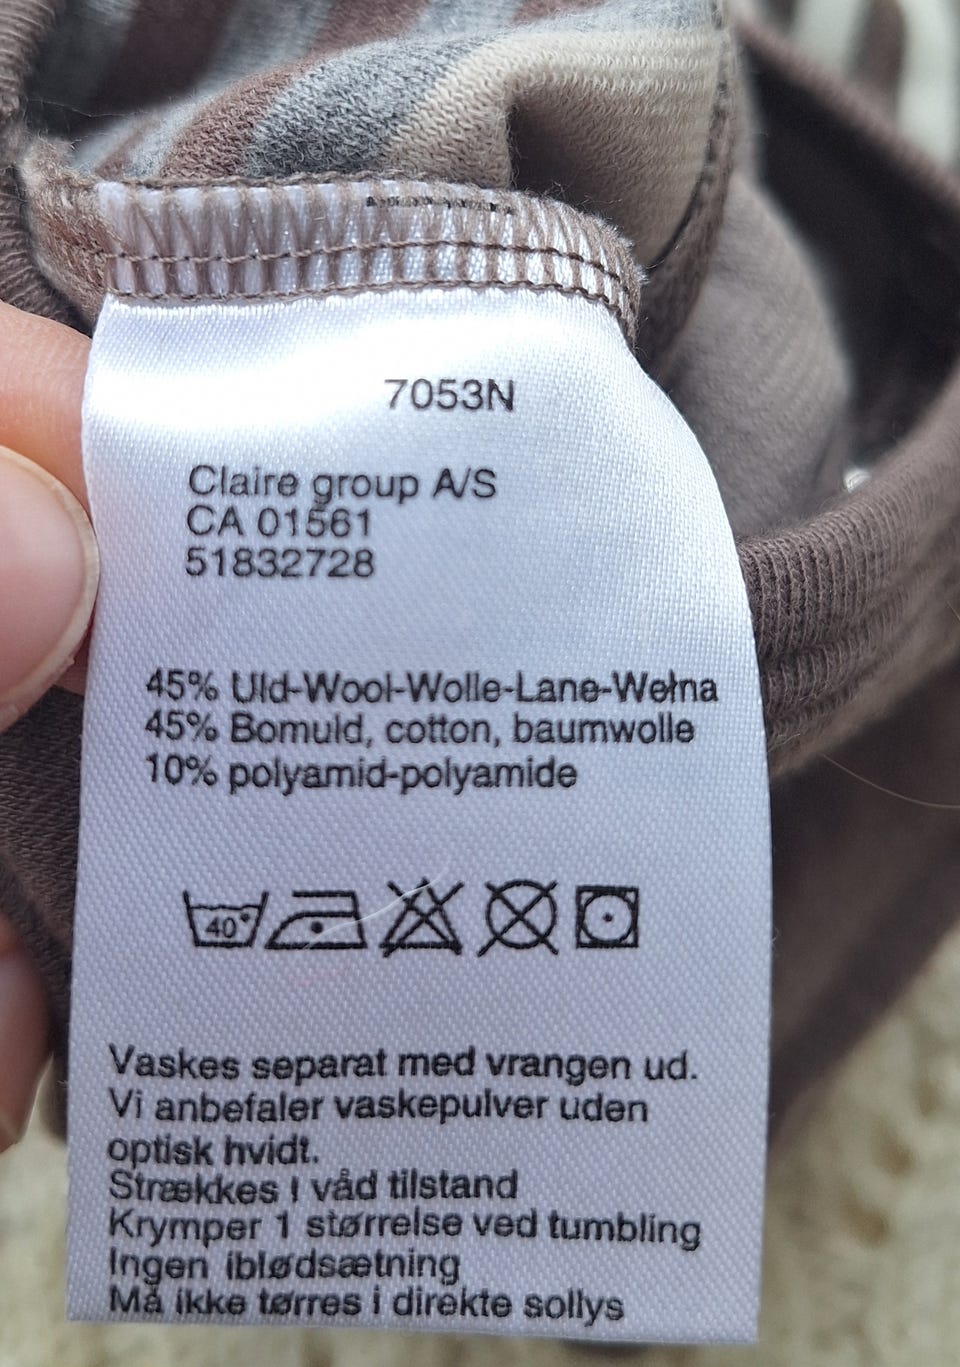 7053N
Claire group A/S
CA 01561
51832728
45% Uld-Wool-Wolle-Lane-Wełna
45% Bomuld, cotton, baumwolle
10% polyamid-polyamide
40°
Vaskes separat med vrangen ud.
Vi anbefaler vaskepulver uden
optisk hvidt.
Strækkes I våd tilstand
Krymper 1 størrelse ved tumbling
Ingen iblødsætning
Må ikke tørres i direkte sollys